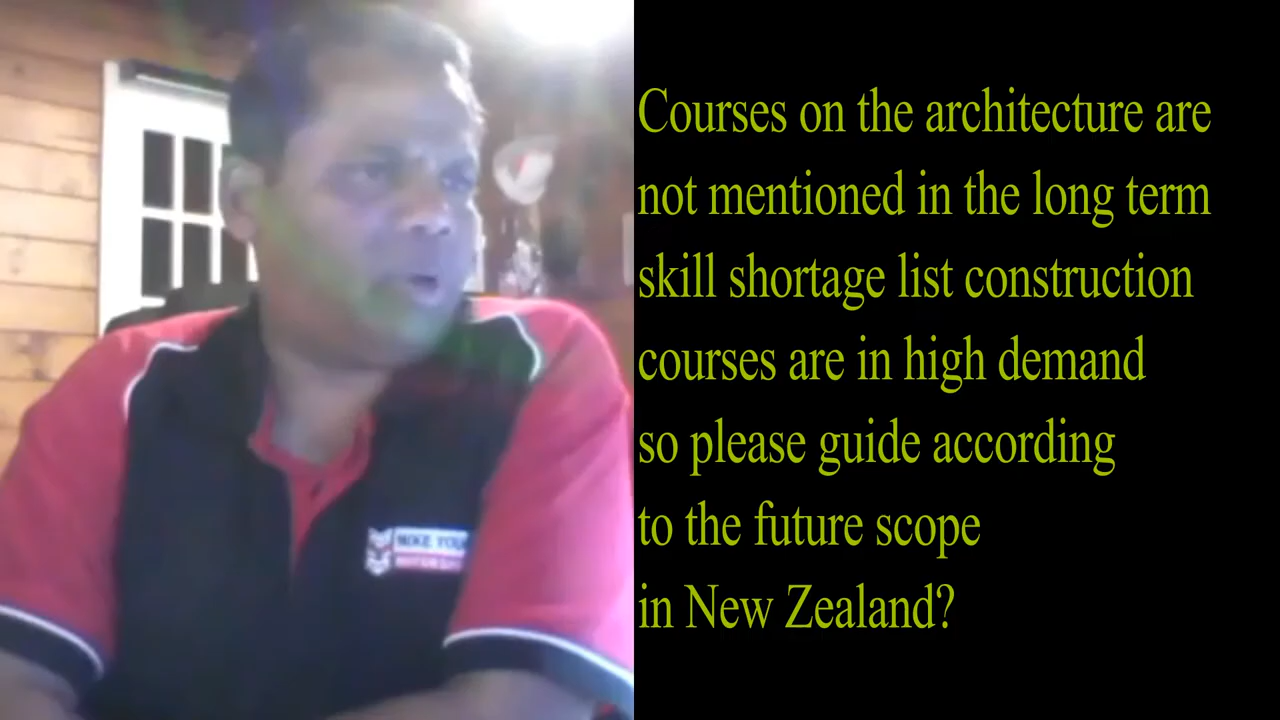 Courses on the architecture are
not mentioned in the long term
skill shortage list construction
courses are in high demand
so please guide according
to the future scope
in New Zealand?